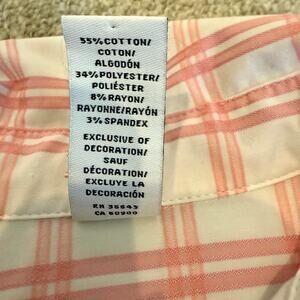 55% COTTON/
COTON/
ALGODÓN
34% POLYESTER/
POLIÉSTER
8% RAYON/
RAYONNE/RAYÓN
3% SPANDEX
EXCLUSIVE OF
DECORATION/
SAUF
DÉCORATION/
EXCLUYE LA
DECORACIÓN
RN 35643
CA 50900